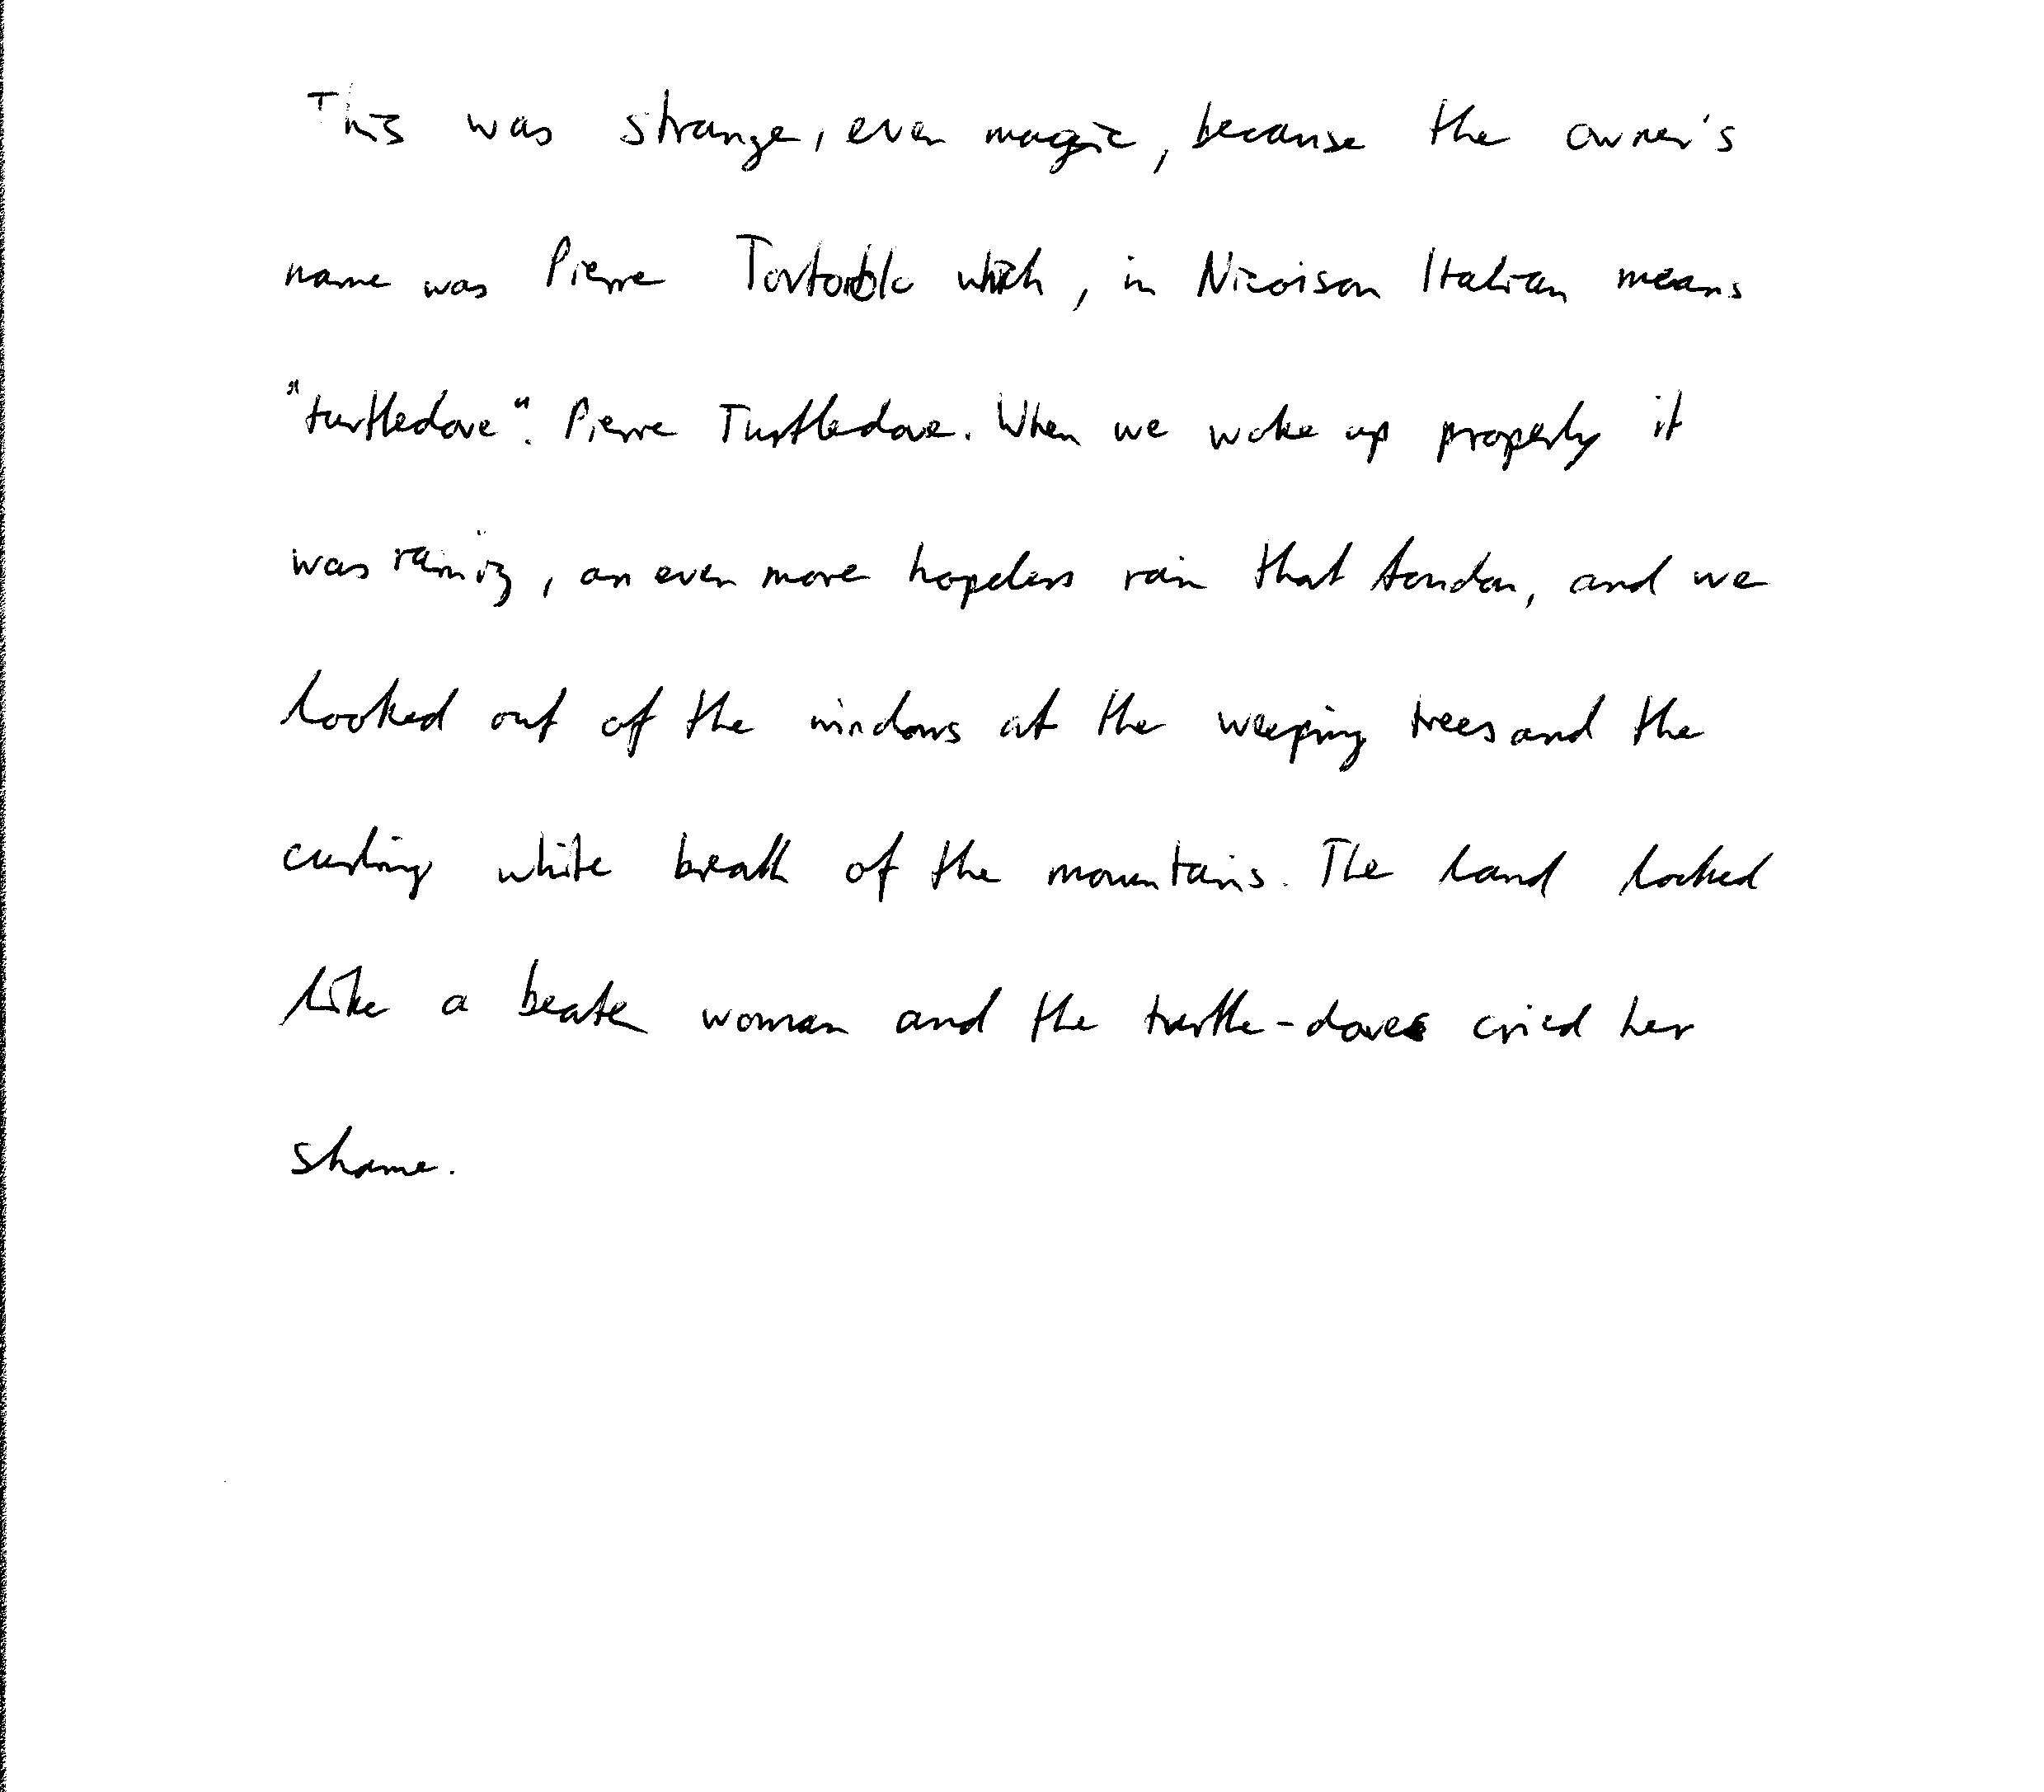 This was strange, even magic, because the owner's
name was Pierre which, in Nicoison Italian means
"turtledove". Pierre Turtledove. When we woke up properly it
was raining, an even more hopeless rain that London, and we
looked out of the windows at the weeping trees and the
curling white breath of the mountains. The land looked
like a beaten woman and the turtle-doves cried her
shame.